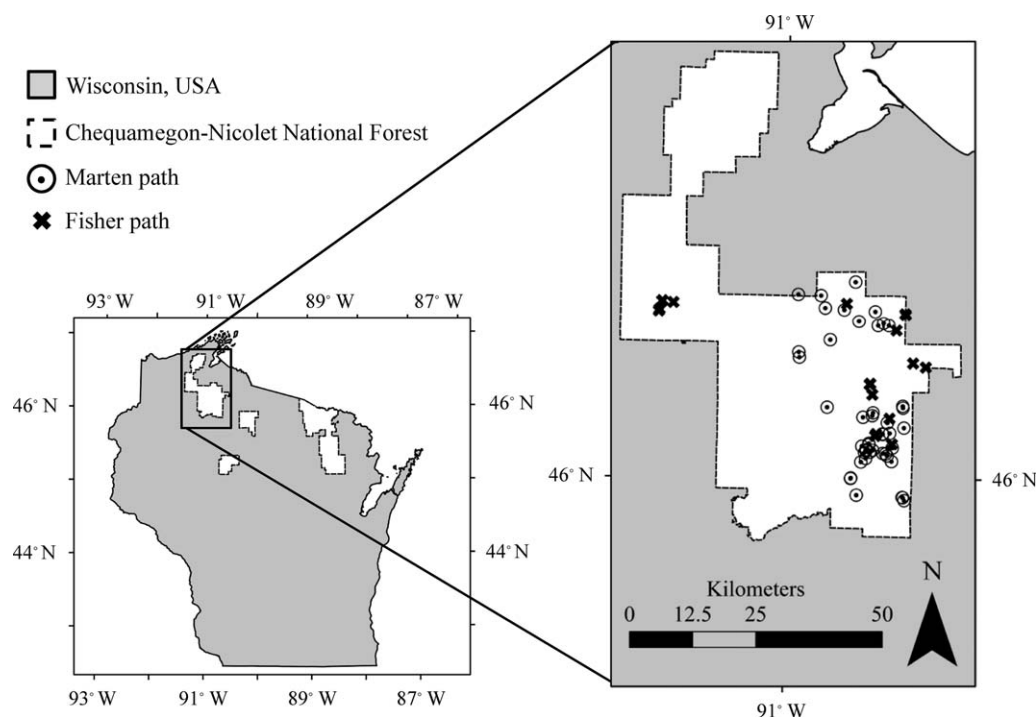 Wisconsin, USA
Chequamegon-Nicolet National Forest
Marten path
Fisher path
93° W
91° W
89° W
87° W
46° N
46° N
44° N
44° N
93° W
91° W
89° W
87° W
91° W
46° N
46° N
Kilometers
0 12.5 25 50
N
91° W